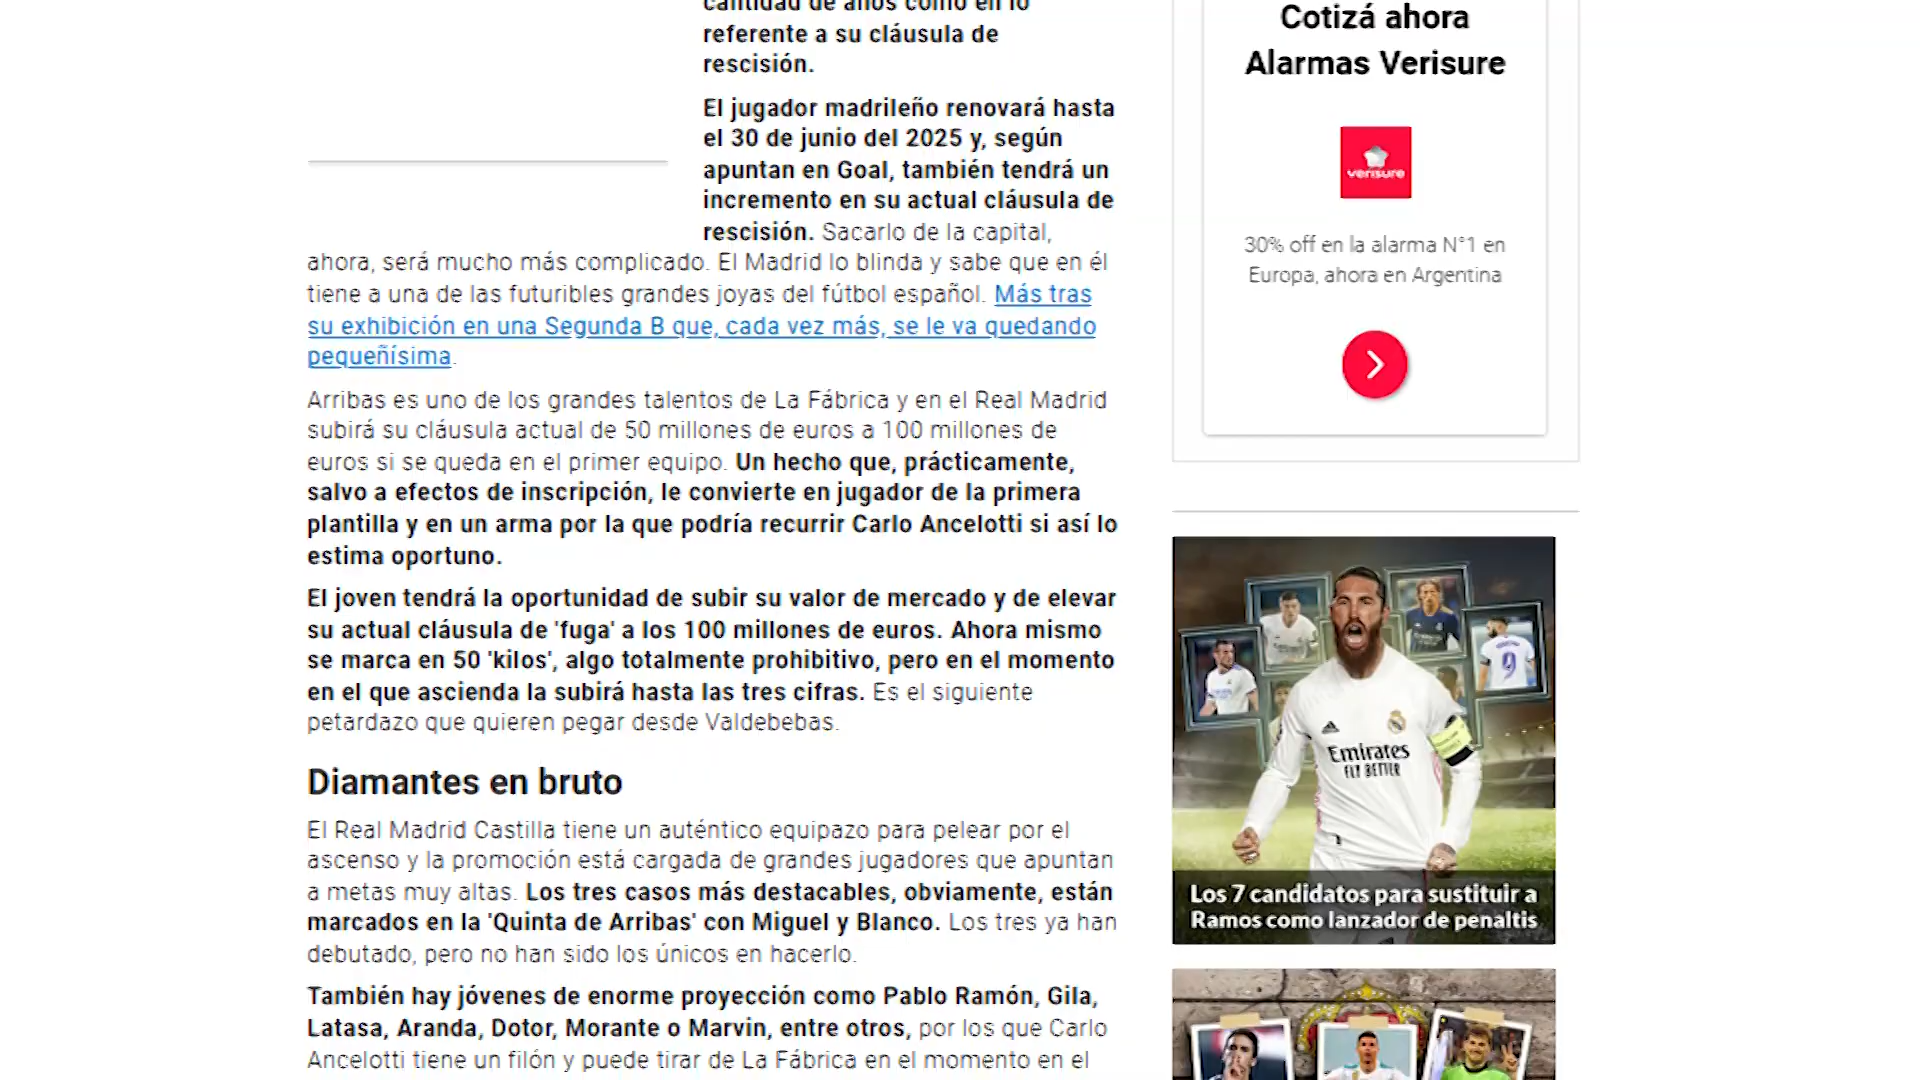 cantidad de años como en lo
referente a su cláusula de
rescisión.
El jugador madrileño renovará hasta
el 30 de junio del 2025 y, según
apuntan en Goal, también tendrá un
incremento en su actual cláusula de
rescisión. Sacarlo de la capital,
ahora, será mucho más complicado. El Madrid lo blinda y sabe que en él
tiene a una de las futuribles grandes joyas del fútbol español. Más tras
su exhibición en una Segunda B que, cada vez más, se le va quedando
pequeñísima.
Arribas es uno de los grandes talentos de La Fábrica y en el Real Madrid
subirá su cláusula actual de 50 millones de euros a 100 millones de
euros si se queda en el primer equipo. Un hecho que, prácticamente,
salvo a efectos de inscripción, le convierte en jugador de la primera
plantilla y en un arma por la que podría recurrir Carlo Ancelotti si así lo
estima oportuno.
El joven tendrá la oportunidad de subir su valor de mercado y de elevar
su actual cláusula de 'fuga' a los 100 millones de euros. Ahora mismo
se marca en 50 'kilos', algo totalmente prohibitivo, pero en el momento
en el que ascienda la subirá hasta las tres cifras. Es el siguiente
petardazo que quieren pegar desde Valdebebas.
Diamantes en bruto
El Real Madrid Castilla tiene un auténtico equipazo para pelear por el
ascenso y la promoción está cargada de grandes jugadores que apuntan
a metas muy altas. Los tres casos más destacables, obviamente, están
marcados en la 'Quinta de Arribas' con Miguel y Blanco. Los tres ya han
debutado, pero no han sido los únicos en hacerlo.
También hay jóvenes de enorme proyección como Pablo Ramón, Gila,
Latasa, Aranda, Dotor, Morante o Marvin, entre otros, por los que Carlo
Ancelotti tiene un filón y puede tirar de La Fábrica en el momento en el
Cotizá ahora
Alarmas Verisure
verisure
30% off en la alarma N°1 en
Europa, ahora en Argentina
9
Emirates
FLY BETTER
Los 7 candidatos para sustituir a
Ramos como lanzador de penaltis